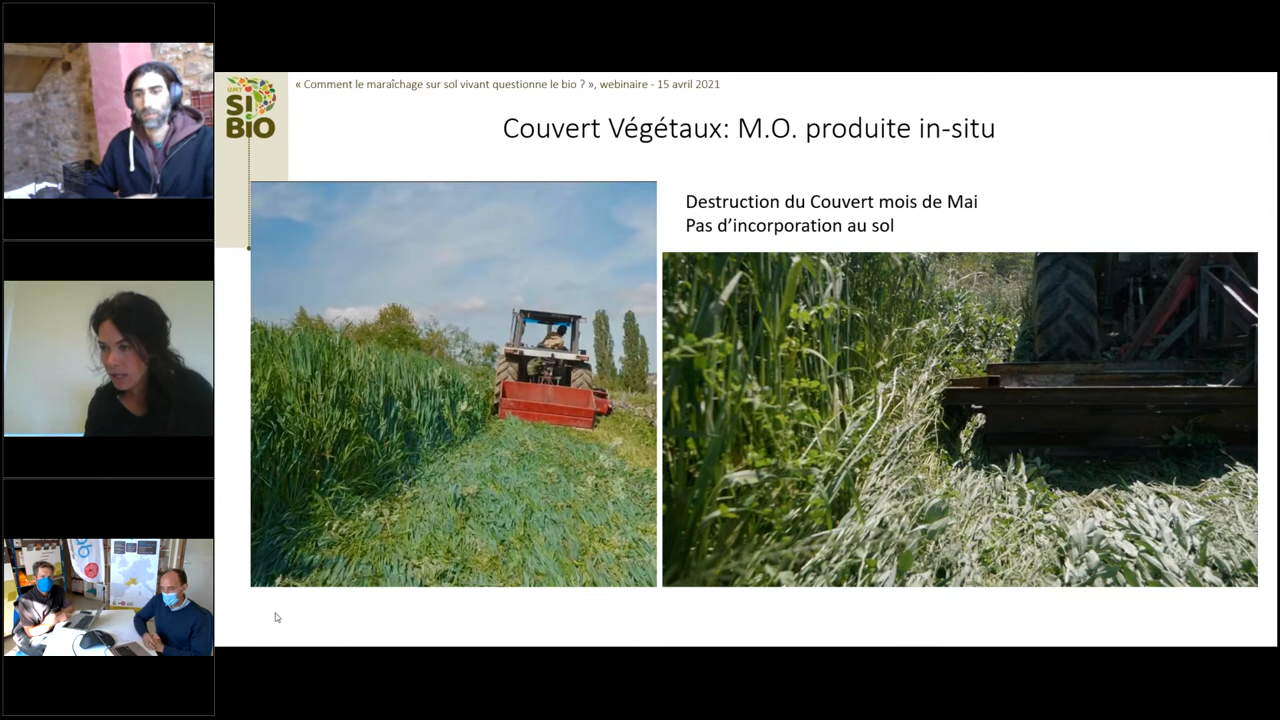 « Comment le maraîchage sur sol vivant questionne le bio ? », webinaire - 15 avril 2021
UMT
SI
BIO
Couvert Végétaux: M.O. produite in-situ
Destruction du Couvert mois de Mai
Pas d’incorporation au sol